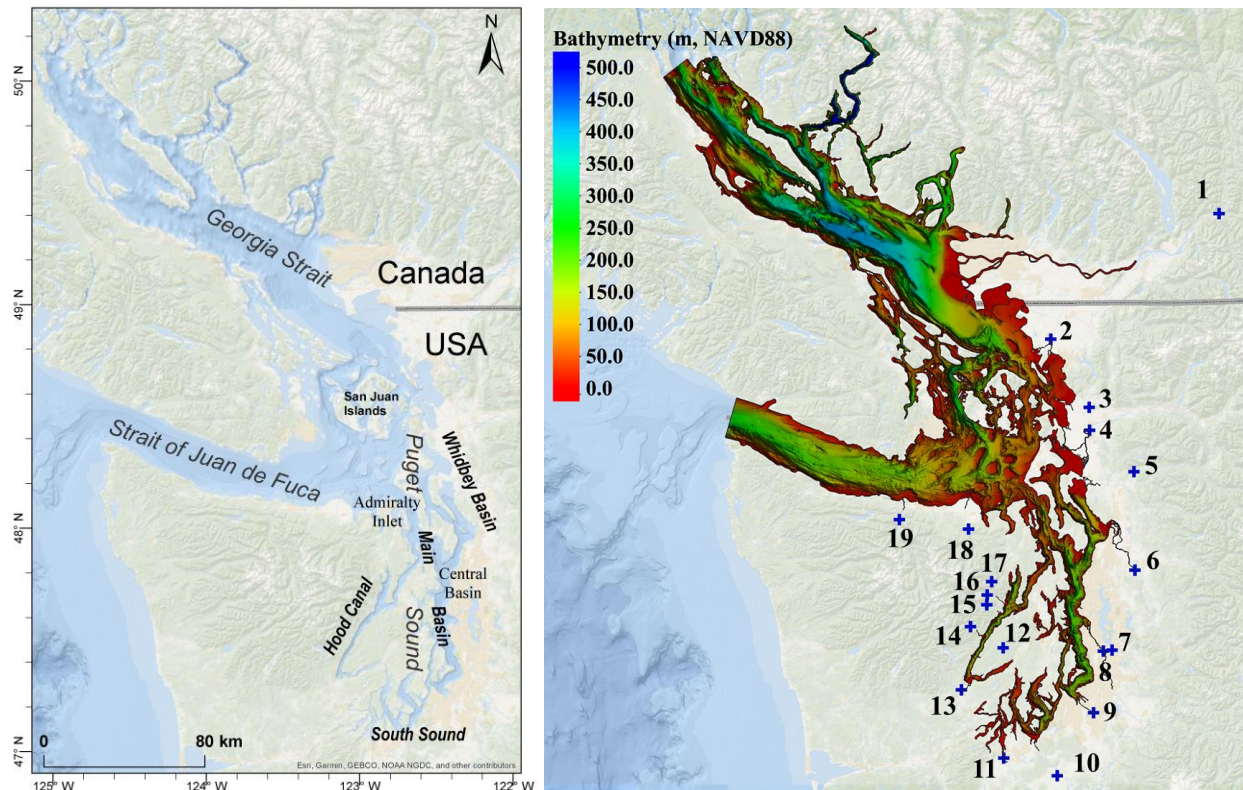 N
50° N
49° N
48° N
47° N
Georgia Strait
Canada
USA
San Juan
Islands
Strait of Juan de Fuca
Puget
Sound
Whidbey Basin
Admiralty
Inlet
Main
Basin
Central
Basin
Hood Canal
South Sound
0 80 km
Esri, Garmin, GEBCO, NOAA NGDC, and other contributors
125° W 124° W 123° W 122° W
Bathymetry (m, NAVD88)
500.0
450.0
400.0
350.0
300.0
250.0
200.0
150.0
100.0
50.0
0.0
1
2
3
4
5
6
7
8
9
10
11
12
13
14
15
16
17
18
19